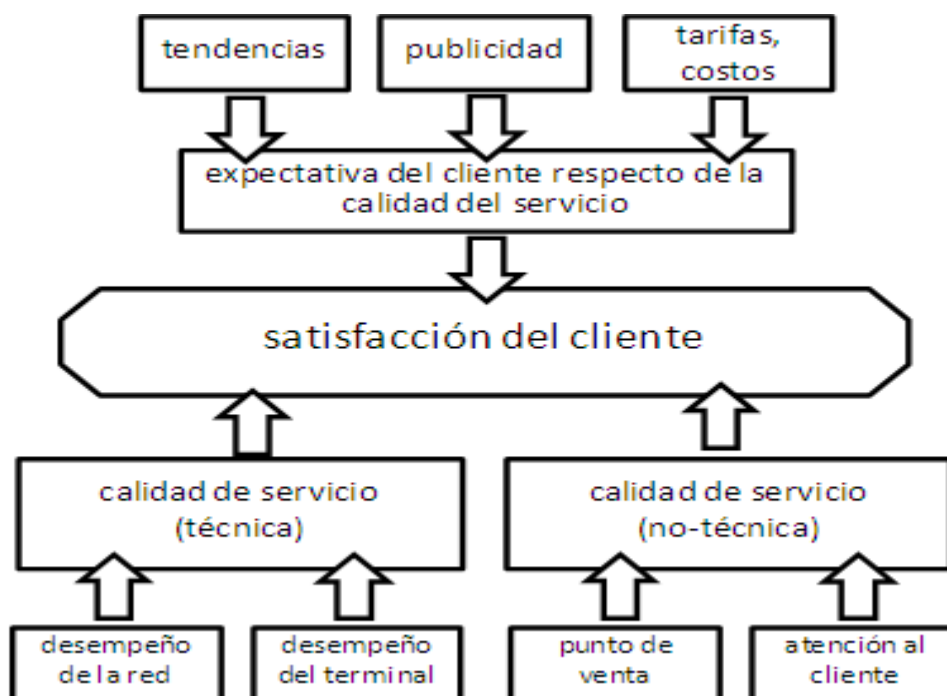 tendencias
publicidad
tarifas,
costos
expectativa del cliente respecto de la
calidad del servicio
satisfacción del cliente
calidad de servicio
(técnica)
calidad de servicio
(no-técnica)
desempeño
de la red
desempeño
del terminal
punto de
venta
atención al
cliente